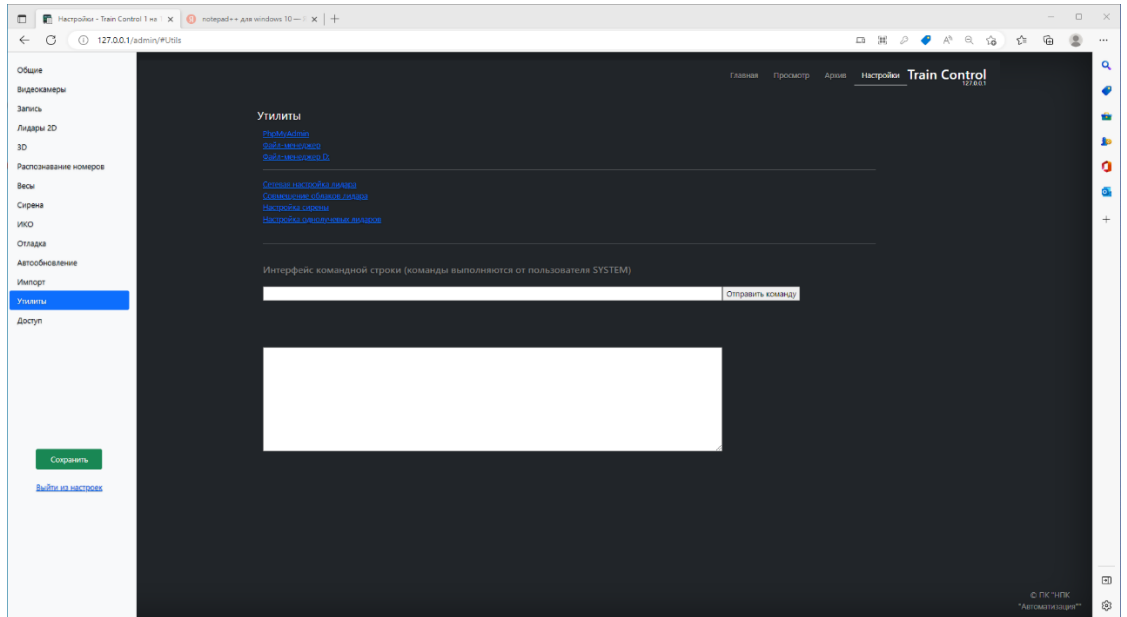 Настройки - Train Control 1 не
notepad++ для windows 10 —
127.0.0.1/admin/#Utils
Общие
Видеокамеры
Запись
Лидары 2D
3D
Распознавание номеров
Весы
Сирена
ИКО
Отладка
Автообновление
Импорт
Утилиты
Доступ
Сохранить
Выйти из настроек
Главная Просмотр Архив Настройки Train Control
127.0.0.1
Утилиты
PhpMyAdmin
Файл-менеджер
Файл-менеджер D:
Сетевая настройка лидара
Совмещение облаков лидара
Настройка сирены
Настройка однолучевых лидаров
Интерфейс командной строки (команды выполняются от пользователя SYSTEM)
Отправить команду
© ПК "НПК
"Автоматизация""